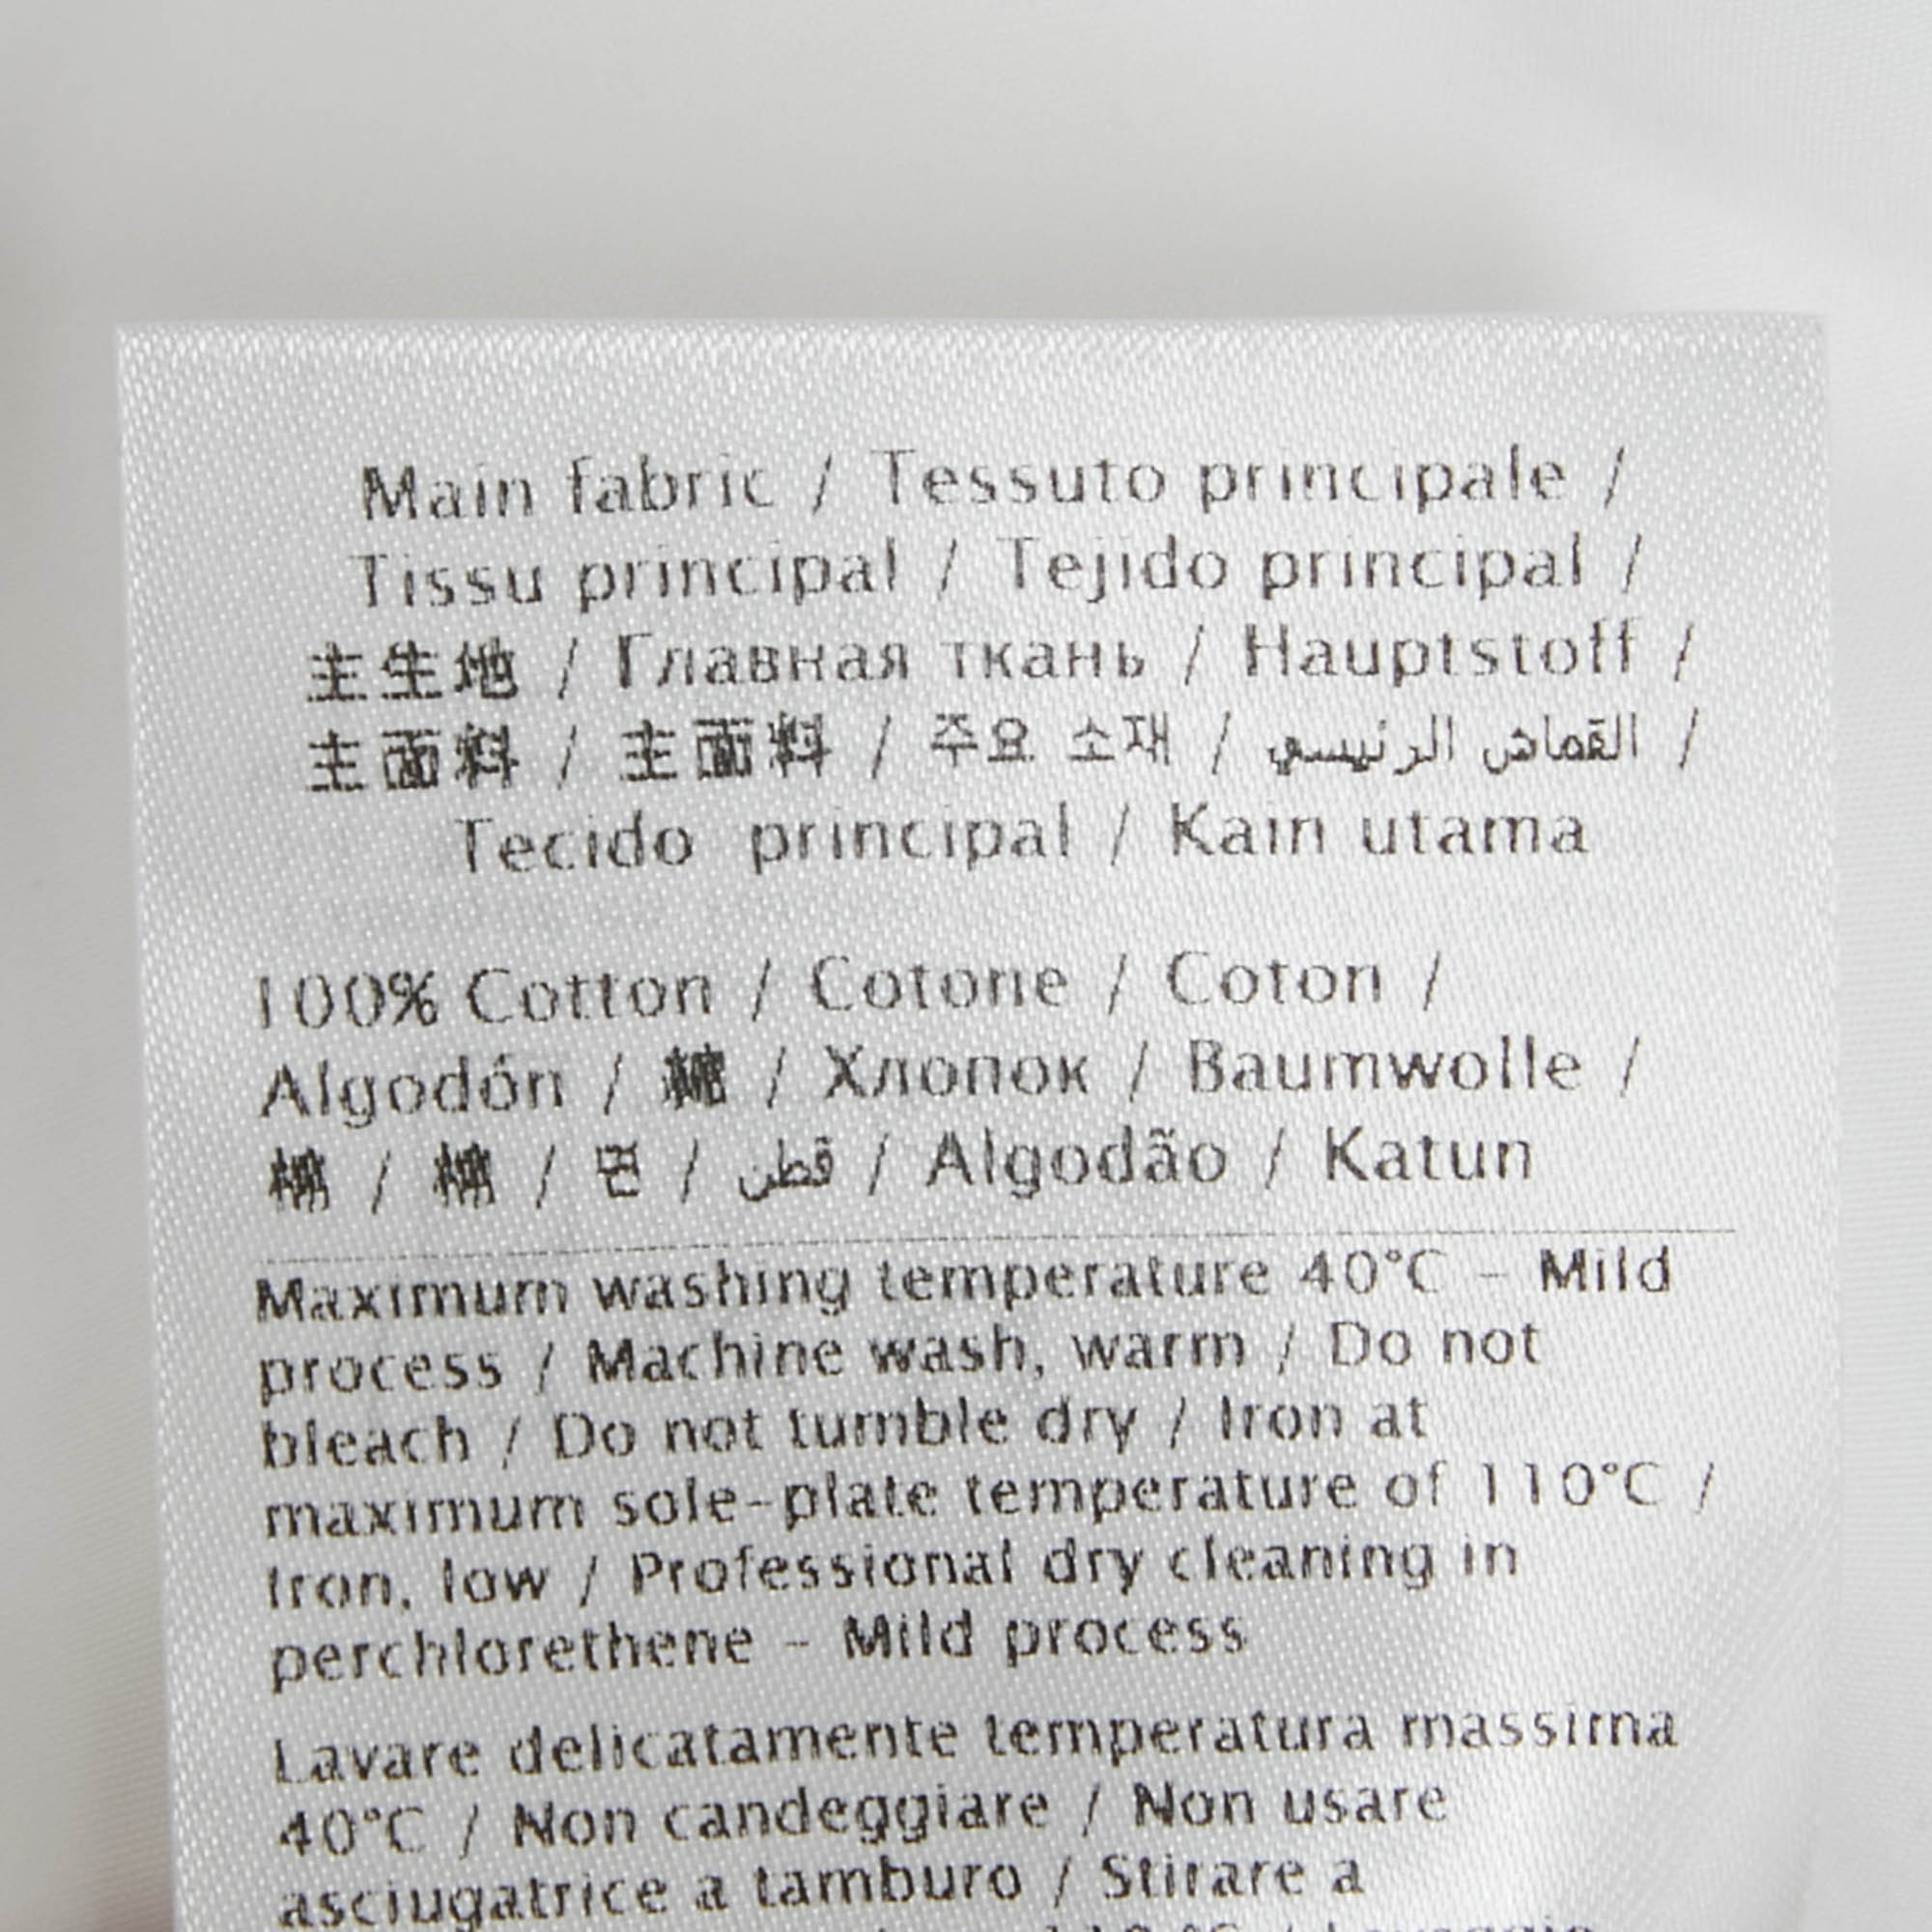 Main fabric / Tessuto principale /
Tissu principal / Tejido principal /
主生地 / Главная ткань / Hauptstoff /
主面料 / 主面料 / 주요 소재 / القماش الرئيسي /
Tecido principal / Kain utama
100% Cotton / Cotone / Coton /
Algodón / 綿 / Хлопок / Baumwolle /
棉 / 棉 / 면 / قطن / Algodão / Katun
Maximum washing temperature 40°C – Mild
process / Machine wash, warm / Do not
bleach / Do not tumble dry / Iron at
maximum sole-plate temperature of 110°C /
Iron, low / Professional dry cleaning in
perchlorethene – Mild process
Lavare delicatamente temperatura massima
40°C / Non candeggiare / Non usare
asciugatrice a tamburo / Stirare a
110°C / Lavaggio